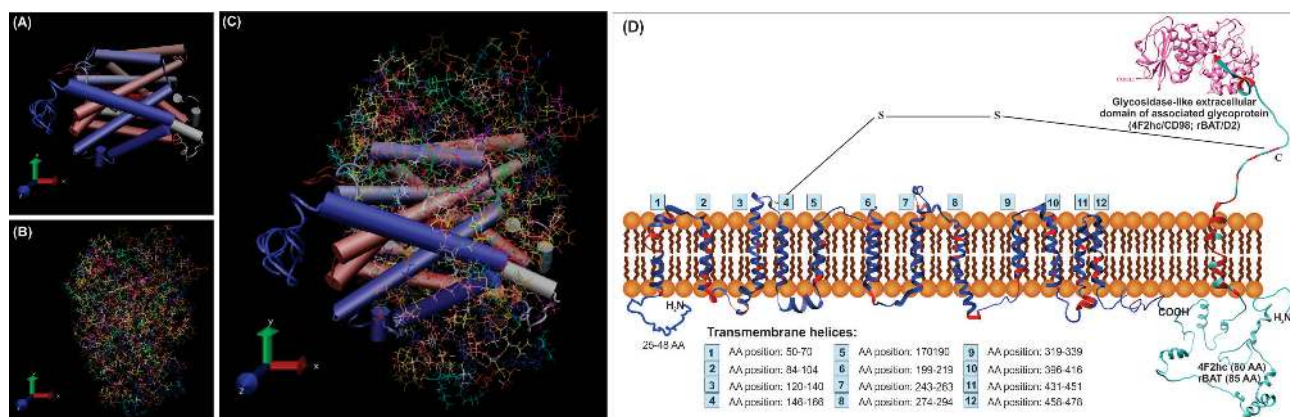 (A)
y
z
x
(B)
y
z
x
(C)
y
z
x
(D)
COOH
Glycosidase-like extracellular
domain of associated glycoprotein
(4F2hc/CD98; rBAT/D2)
S S
C
1 2 3 4 5 6 7 8 9 10 11 12
H₂N
25-48 AA
COOH
H₂N
4F2hc (80 AA)
rBAT (85 AA)
Transmembrane helices:
1 AA position: 50-70
2 AA position: 84-104
3 AA position: 120-140
4 AA position: 146-166
5 AA position: 170190
6 AA position: 199-219
7 AA position: 243-263
8 AA position: 274-294
9 AA position: 319-339
10 AA position: 396-416
11 AA position: 431-451
12 AA position: 458-478